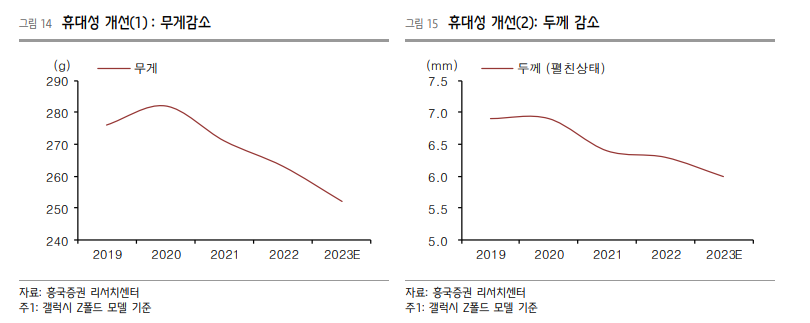 그림 14 휴대성 개선(1) : 무게감소
(g)
무게
290
280
270
260
250
240
2019 2020 2021 2022 2023E
자료: 흥국증권 리서치센터
주1: 갤럭시 Z폴드 모델 기준
그림 15 휴대성 개선(2): 두께 감소
(mm)
두께 (펼친상태)
7.5
7.0
6.5
6.0
5.5
5.0
2019 2020 2021 2022 2023E
자료: 흥국증권 리서치센터
주1: 갤럭시 Z폴드 모델 기준